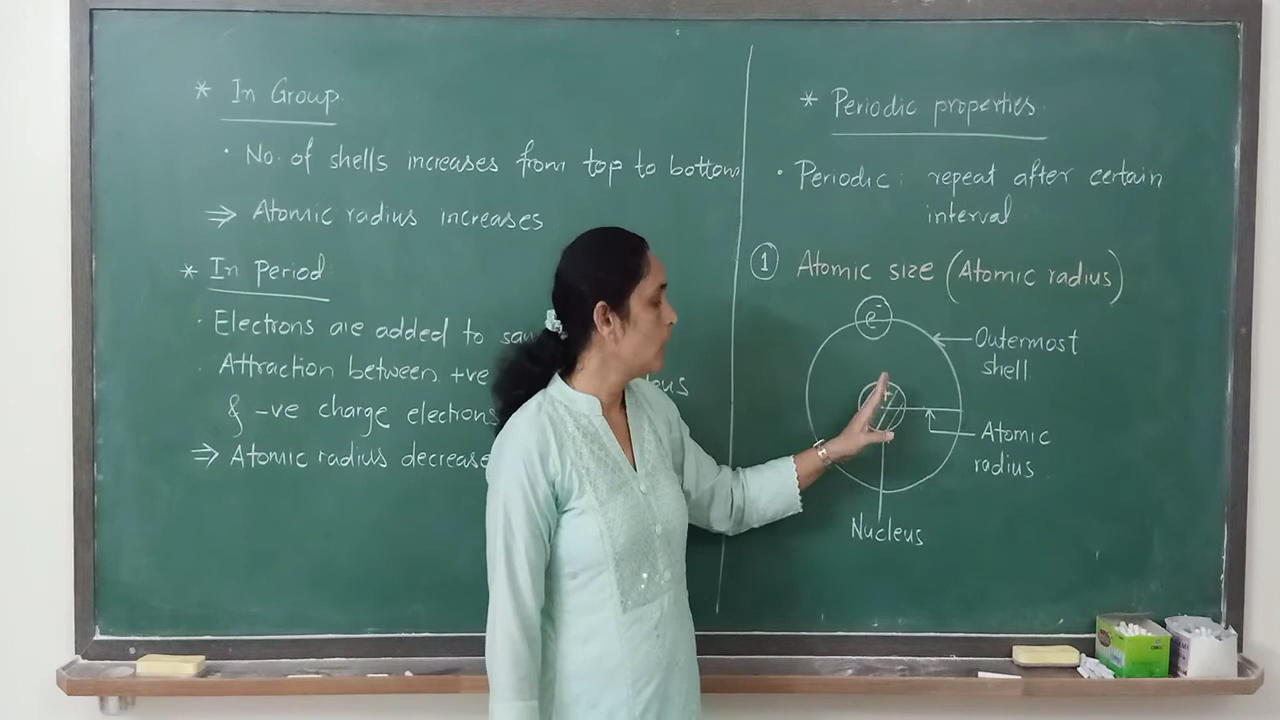 * In Group
· No. of shells increases from top to bottom
⇒ Atomic radius increases
* In Period
· Electrons are added to
· Attraction between +ve
& -ve charge electrons
⇒ Atomic radius decrease
* Periodic properties
· Periodic : repeat after certain
interval
① Atomic size (Atomic radius)
e⁻
Outermost
shell
+
Atomic
radius
Nucleus